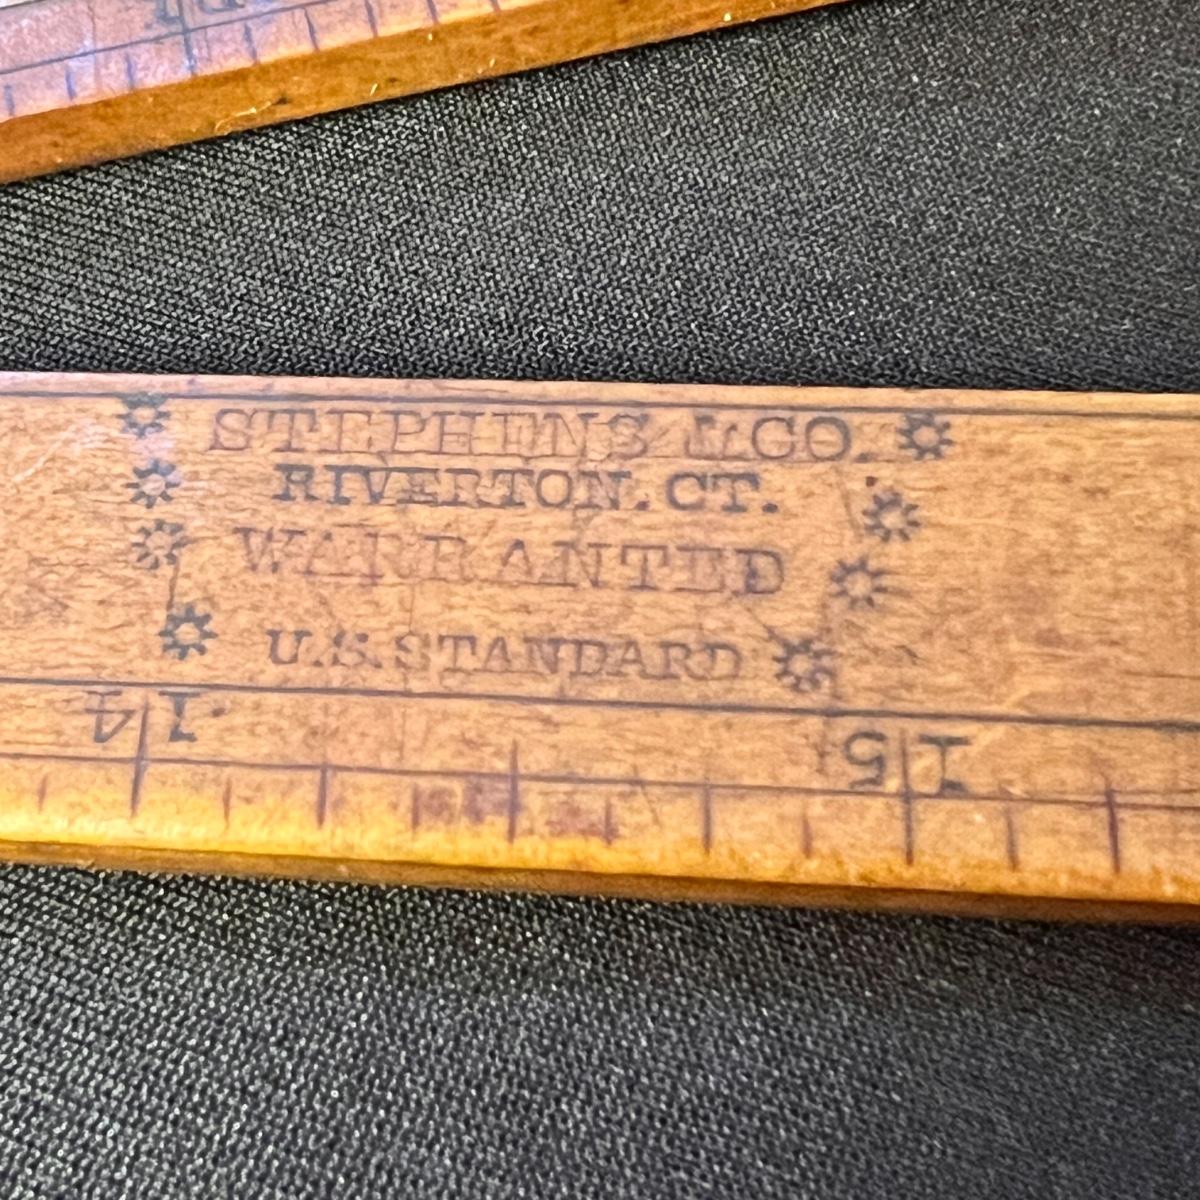 STEPHENS & CO.
RIVERTON. CT.
WARRANTED
U.S. STANDARD
14
15